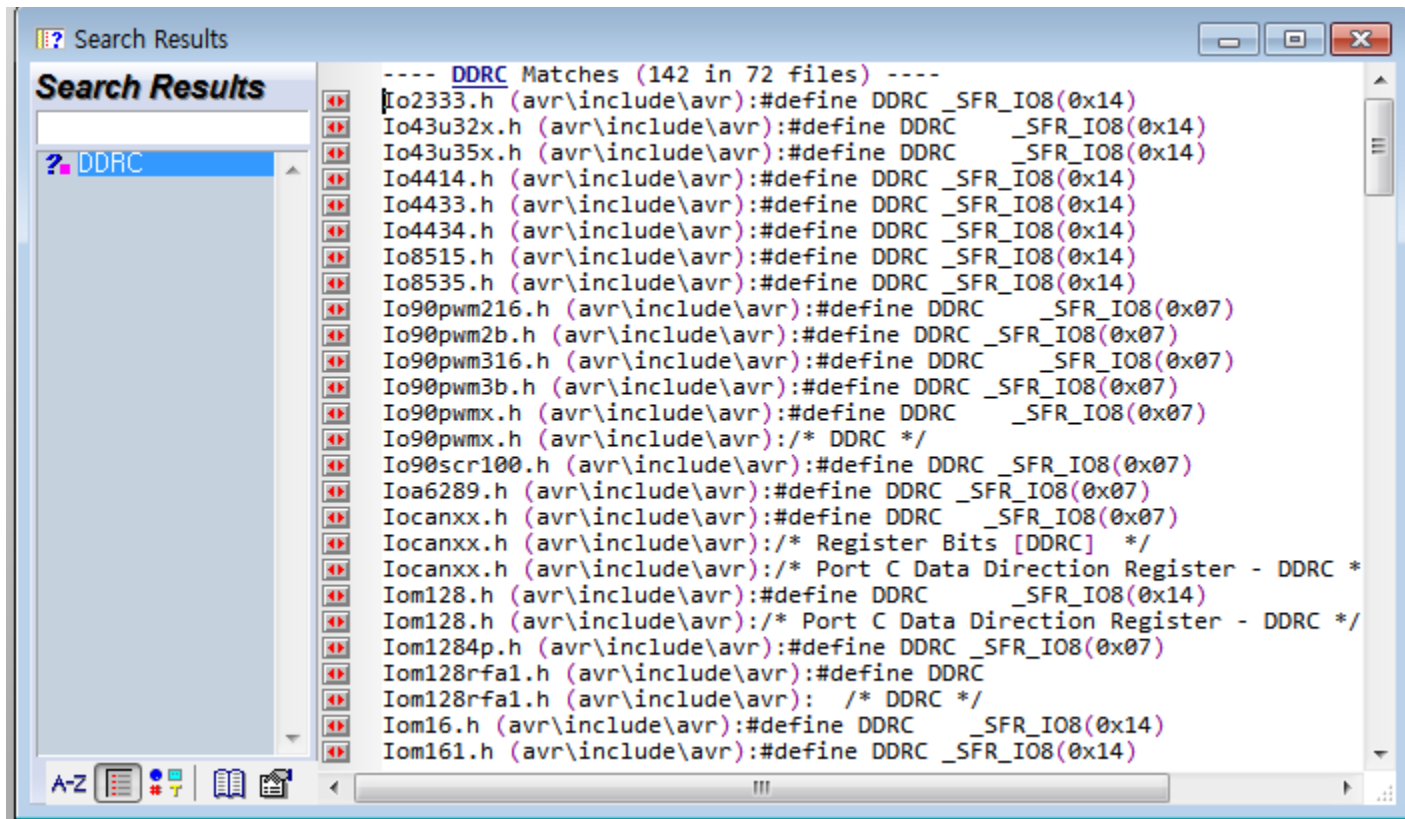 Search Results
Search Results
DDRC
A-Z
---- DDRC Matches (142 in 72 files) ----
Io2333.h (avr\include\avr):#define DDRC _SFR_IO8(0x14)
Io43u32x.h (avr\include\avr):#define DDRC    _SFR_IO8(0x14)
Io43u35x.h (avr\include\avr):#define DDRC    _SFR_IO8(0x14)
Io4414.h (avr\include\avr):#define DDRC _SFR_IO8(0x14)
Io4433.h (avr\include\avr):#define DDRC _SFR_IO8(0x14)
Io4434.h (avr\include\avr):#define DDRC _SFR_IO8(0x14)
Io8515.h (avr\include\avr):#define DDRC _SFR_IO8(0x14)
Io8535.h (avr\include\avr):#define DDRC _SFR_IO8(0x14)
Io90pwm216.h (avr\include\avr):#define DDRC    _SFR_IO8(0x07)
Io90pwm2b.h (avr\include\avr):#define DDRC _SFR_IO8(0x07)
Io90pwm316.h (avr\include\avr):#define DDRC    _SFR_IO8(0x07)
Io90pwm3b.h (avr\include\avr):#define DDRC _SFR_IO8(0x07)
Io90pwmx.h (avr\include\avr):#define DDRC    _SFR_IO8(0x07)
Io90pwmx.h (avr\include\avr):/* DDRC */
Io90scr100.h (avr\include\avr):#define DDRC _SFR_IO8(0x07)
Ioa6289.h (avr\include\avr):#define DDRC _SFR_IO8(0x07)
Iocanxx.h (avr\include\avr):#define DDRC   _SFR_IO8(0x07)
Iocanxx.h (avr\include\avr):/* Register Bits [DDRC]  */
Iocanxx.h (avr\include\avr):/* Port C Data Direction Register - DDRC *
Iom128.h (avr\include\avr):#define DDRC      _SFR_IO8(0x14)
Iom128.h (avr\include\avr):/* Port C Data Direction Register - DDRC */
Iom1284p.h (avr\include\avr):#define DDRC _SFR_IO8(0x07)
Iom128rfa1.h (avr\include\avr):#define DDRC
Iom128rfa1.h (avr\include\avr):  /* DDRC */
Iom16.h (avr\include\avr):#define DDRC    _SFR_IO8(0x14)
Iom161.h (avr\include\avr):#define DDRC _SFR_IO8(0x14)